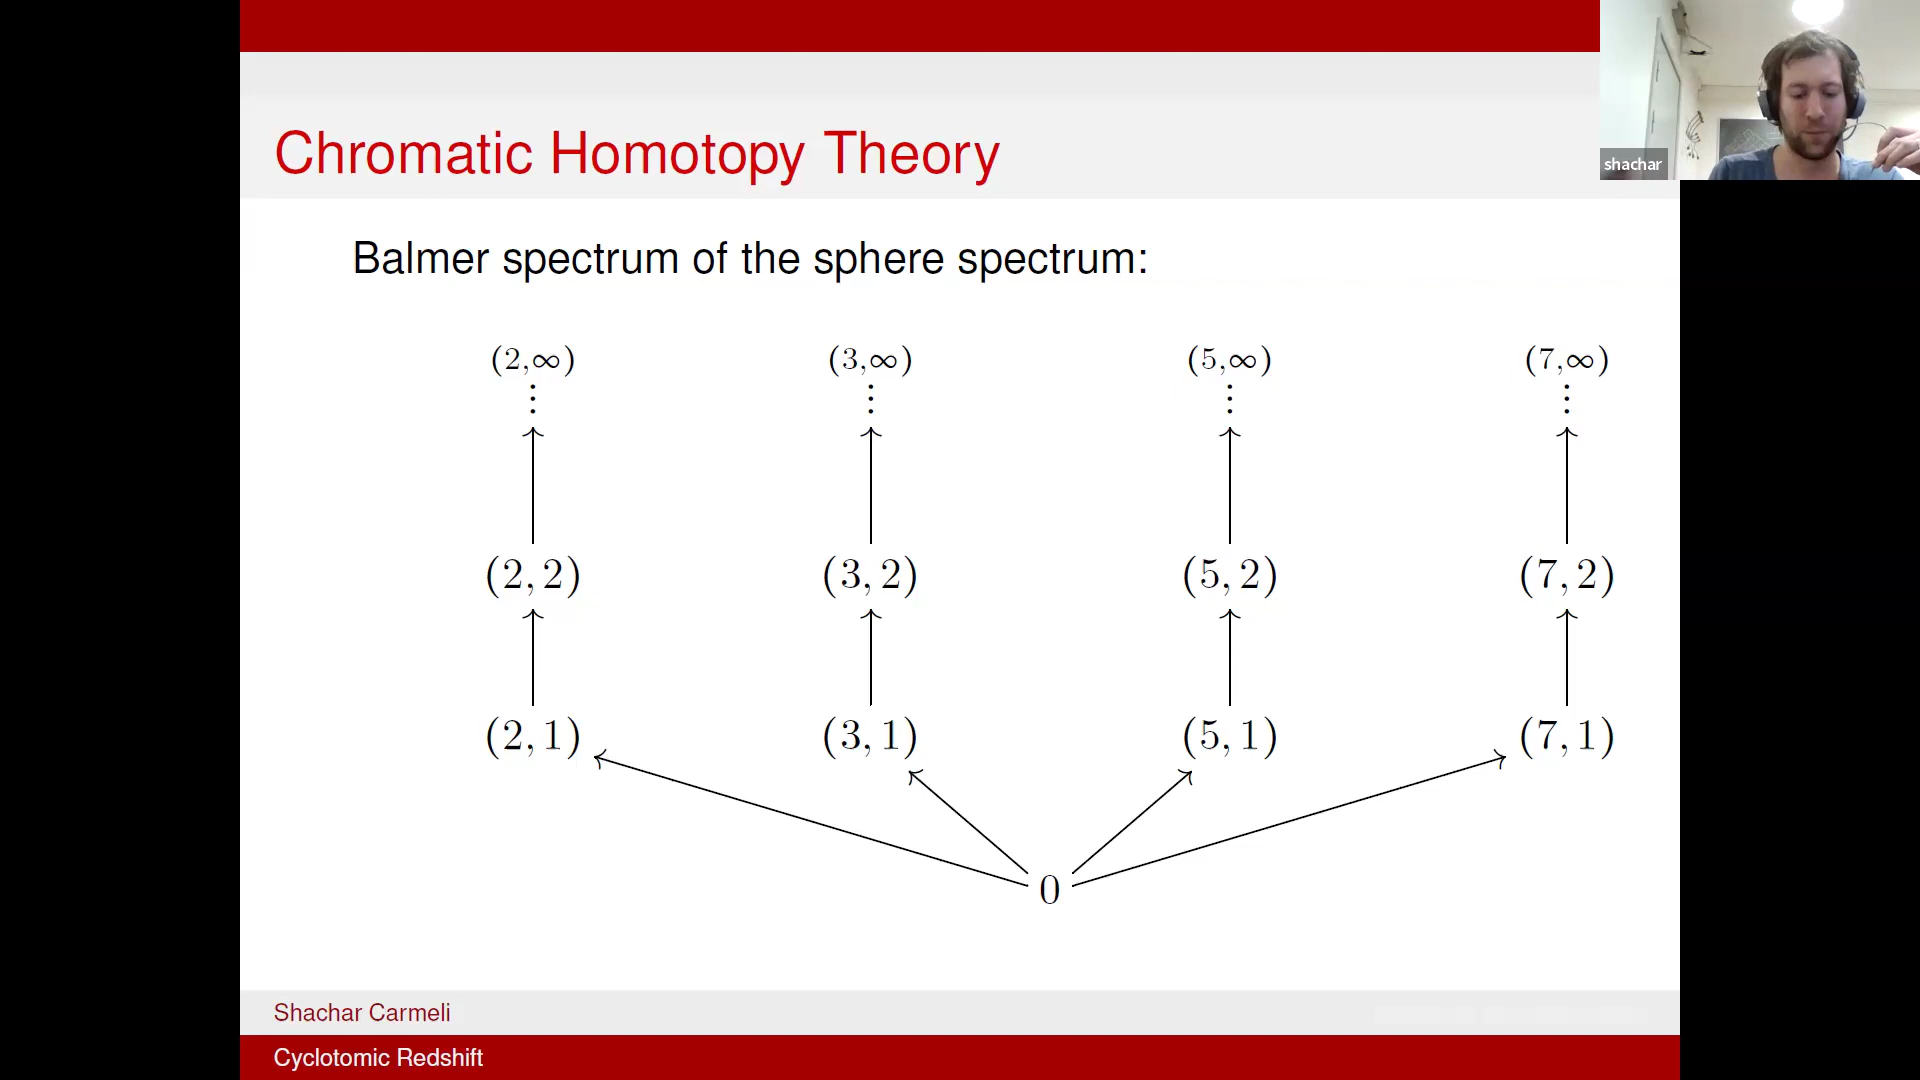 shachar
Chromatic Homotopy Theory
Balmer spectrum of the sphere spectrum:
(2,∞) (3,∞) (5,∞) (7,∞)
⋮ ⋮ ⋮ ⋮
(2, 2) (3, 2) (5, 2) (7, 2)
(2, 1) (3, 1) (5, 1) (7, 1)
0
Shachar Carmeli
Cyclotomic Redshift